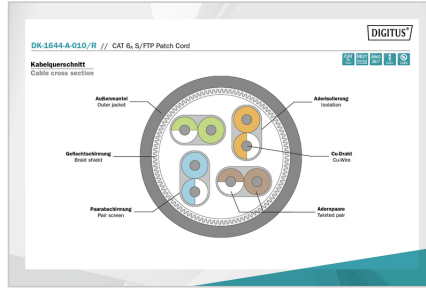 DIGITUS®
DK-1644-A-010/R // CAT 6A S/FTP Patch Cord
Kabelquerschnitt
Cable cross section
Außenmantel
Outer jacket
Aderisolierung
Isolation
Geflechtschirmung
Braid shield
Cu-Draht
Cu-Wire
Paarabschirmung
Pair screen
Adernpaare
Twisted pair